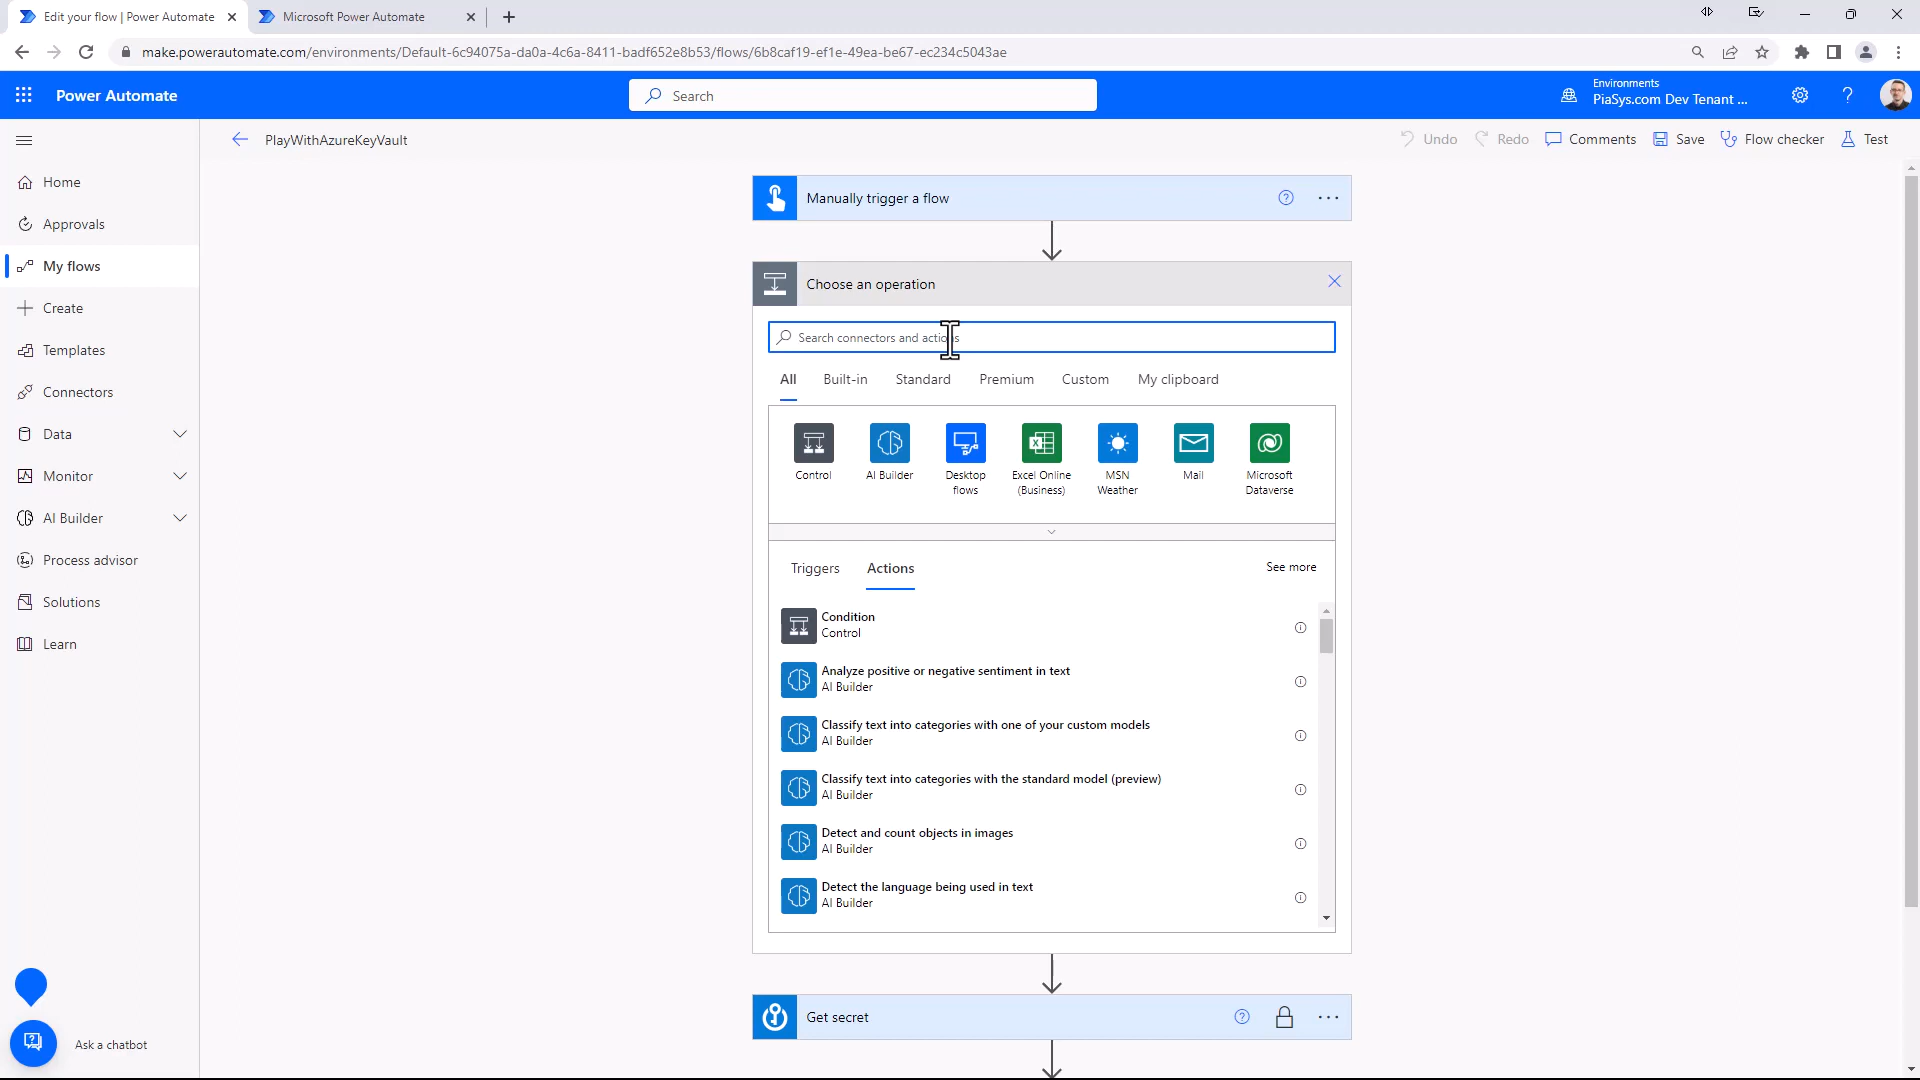 Edit your flow | Power Automate
Microsoft Power Automate
make.powerautomate.com/environments/Default-6c94075a-da0a-4c6a-8411-badf652e8b53/flows/6b8caf19-ef1e-49ea-be67-ec234c5043ae
Power Automate
Search
Environments
PiaSys.com Dev Tenant ...
PlayWithAzureKeyVault
Undo
Redo
Comments
Save
Flow checker
Test
Home
Approvals
My flows
Create
Templates
Connectors
Data
Monitor
AI Builder
Process advisor
Solutions
Learn
Ask a chatbot
Manually trigger a flow
Choose an operation
Search connectors and actions
All
Built-in
Standard
Premium
Custom
My clipboard
Control
AI Builder
Desktop
flows
Excel Online
(Business)
MSN
Weather
Mail
Microsoft
Dataverse
Triggers
Actions
See more
Condition
Control
Analyze positive or negative sentiment in text
AI Builder
Classify text into categories with one of your custom models
AI Builder
Classify text into categories with the standard model (preview)
AI Builder
Detect and count objects in images
AI Builder
Detect the language being used in text
AI Builder
Get secret